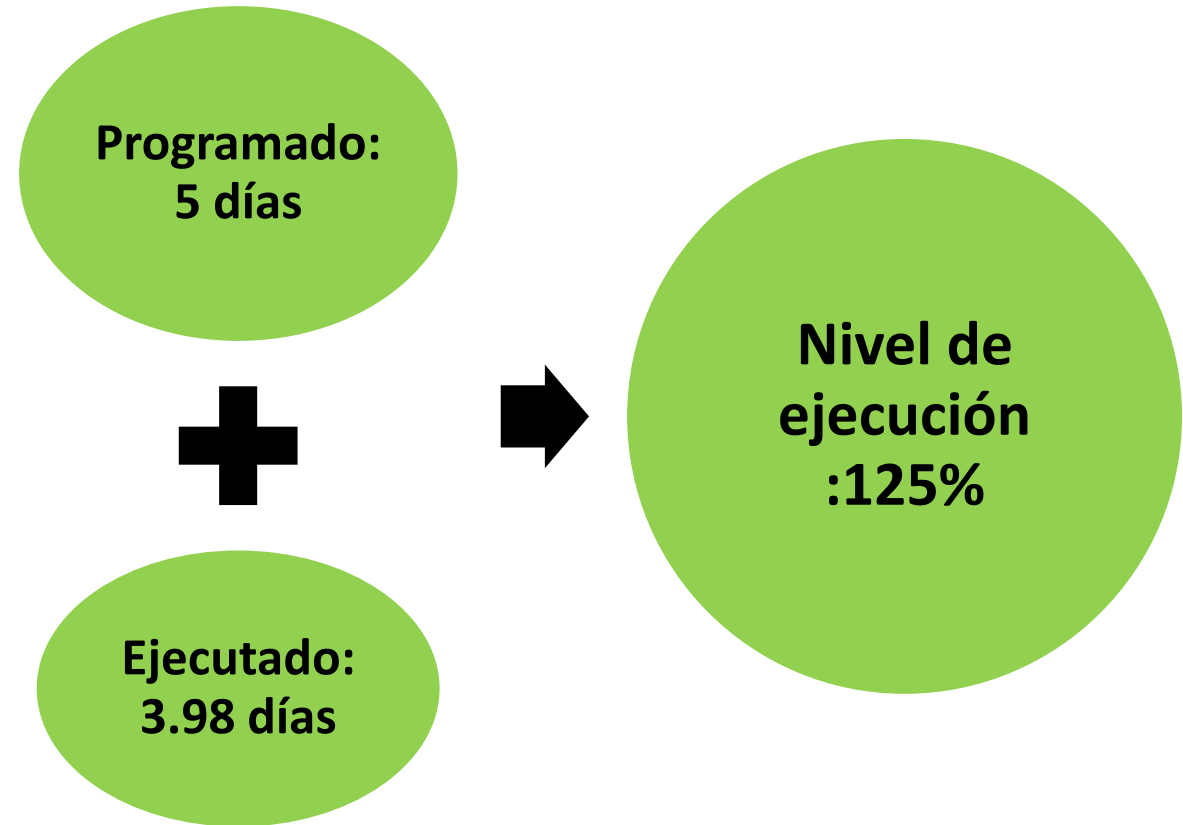 Programado:
5 días
Ejecutado:
3.98 días
Nivel de
ejecución
:125%